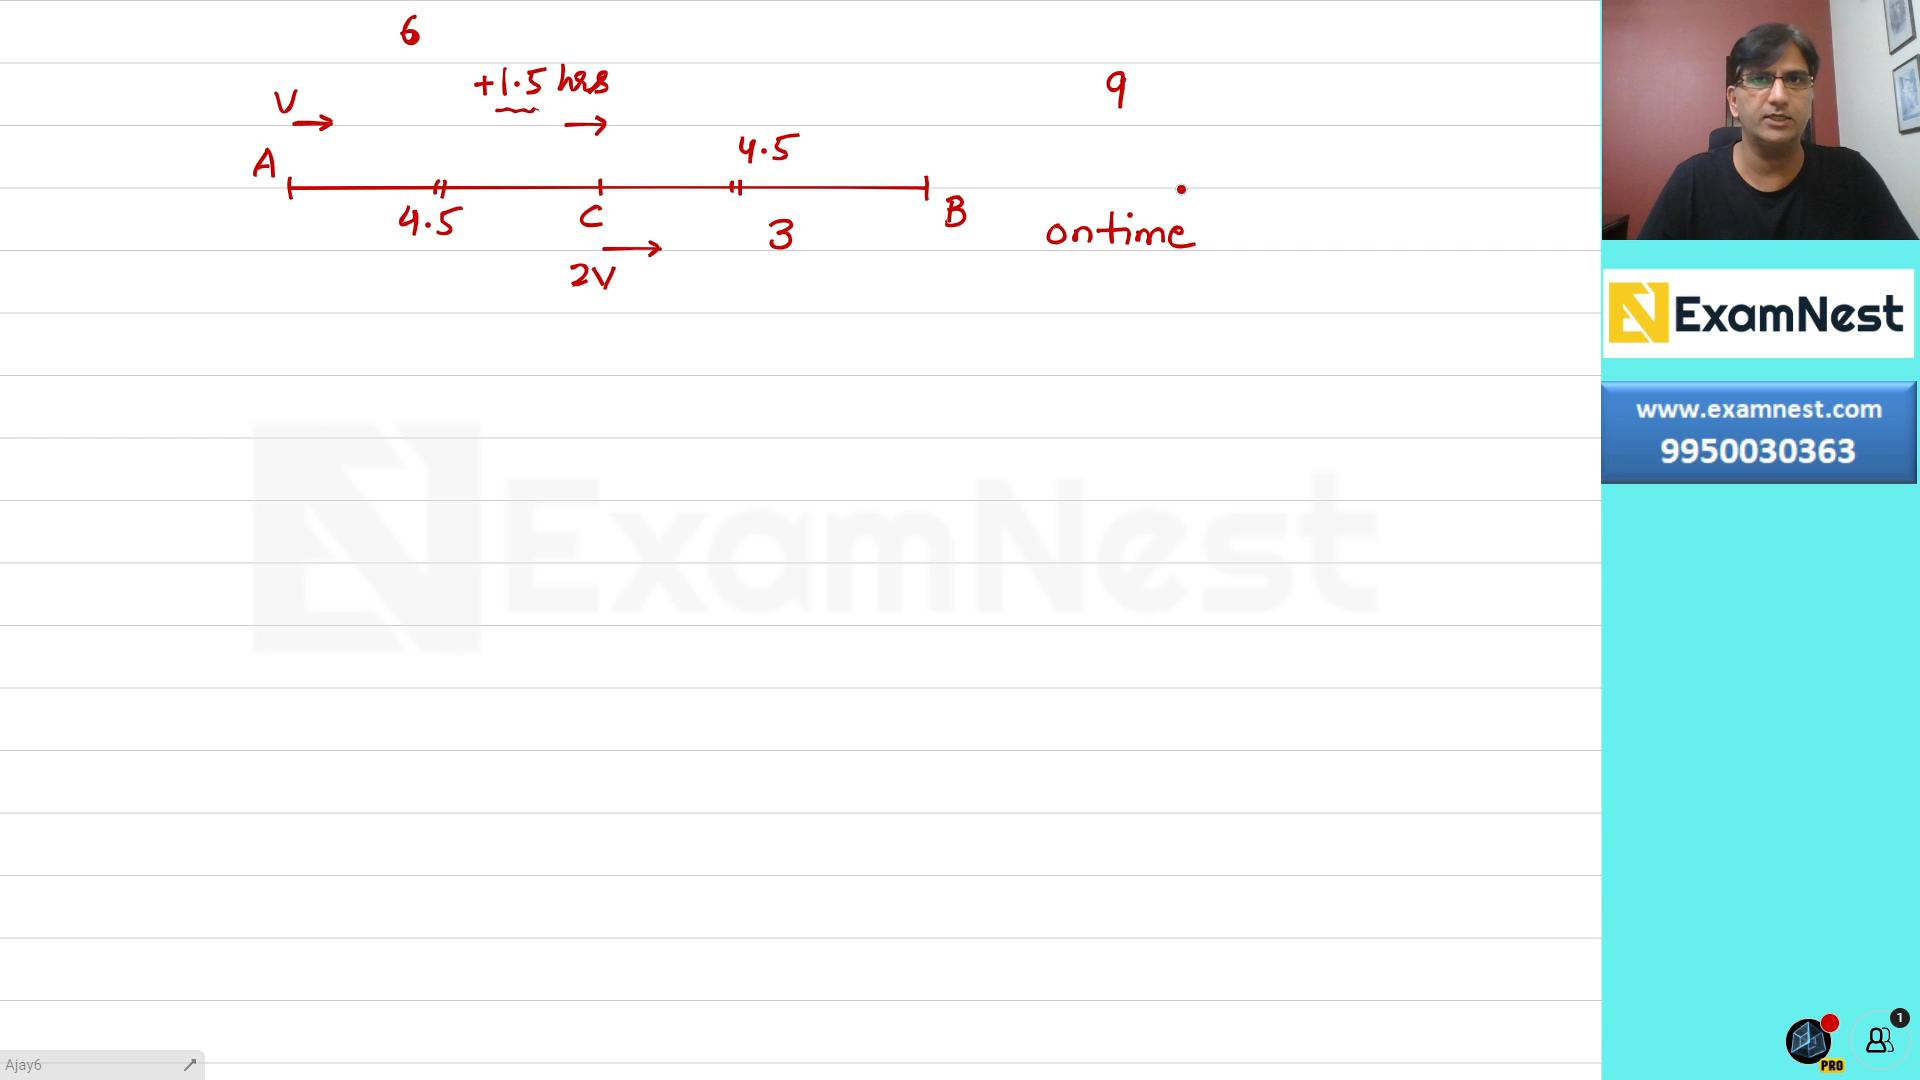 6
+1.5 hrs
9
V
4.5
A
4.5
C
3
B
ontime
2V
ExamNest
www.examnest.com
9950030363
ExamNest
1
PRO
Ajay6